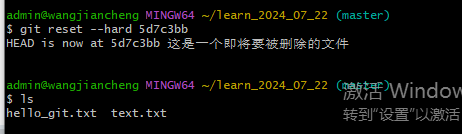 admin@wangjiancheng MINGW64 ~/learn_2024_07_22 (master)
$ git reset --hard 5d7c3bb
HEAD is now at 5d7c3bb 这是一个即将要被删除的文件
admin@wangjiancheng MINGW64 ~/learn_2024_07_22 (master)
$ ls
hello_git.txt  text.txt
激活 Window
转到"设置"以激活